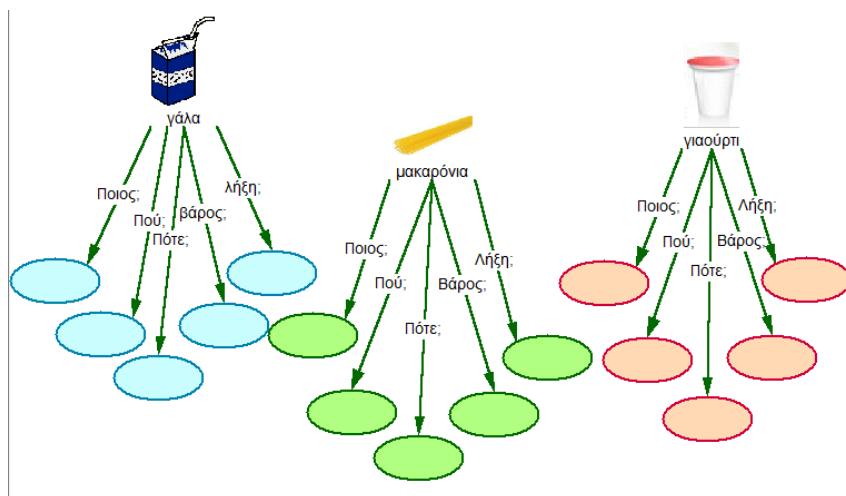 γάλα
Ποιος;
Πού;
Πότε;
βάρος;
λήξη;
μακαρόνια
Ποιος;
Πού;
Πότε;
Βάρος;
Λήξη;
γιαούρτι
Ποιος;
Πού;
Πότε;
Βάρος;
Λήξη;